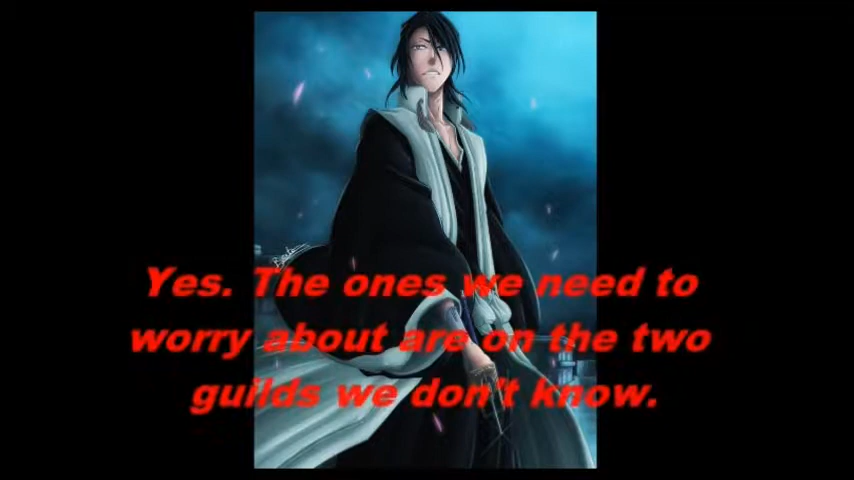 Yes. The ones we need to
worry about are on the two
guilds we don't know.